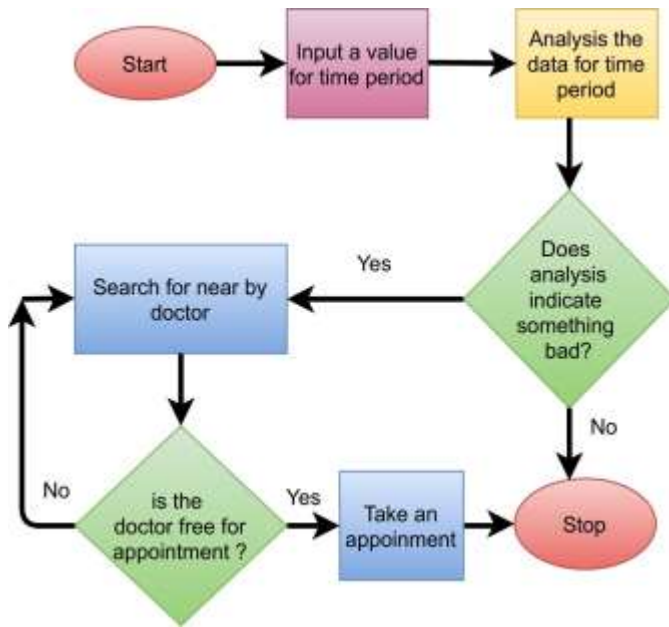 Start
Input a value
for time period
Analysis the
data for time
period
Does
analysis
indicate
something
bad?
Yes
Search for near by
doctor
No
is the
doctor free for
appointment ?
Yes
Take an
appoinment
No
Stop